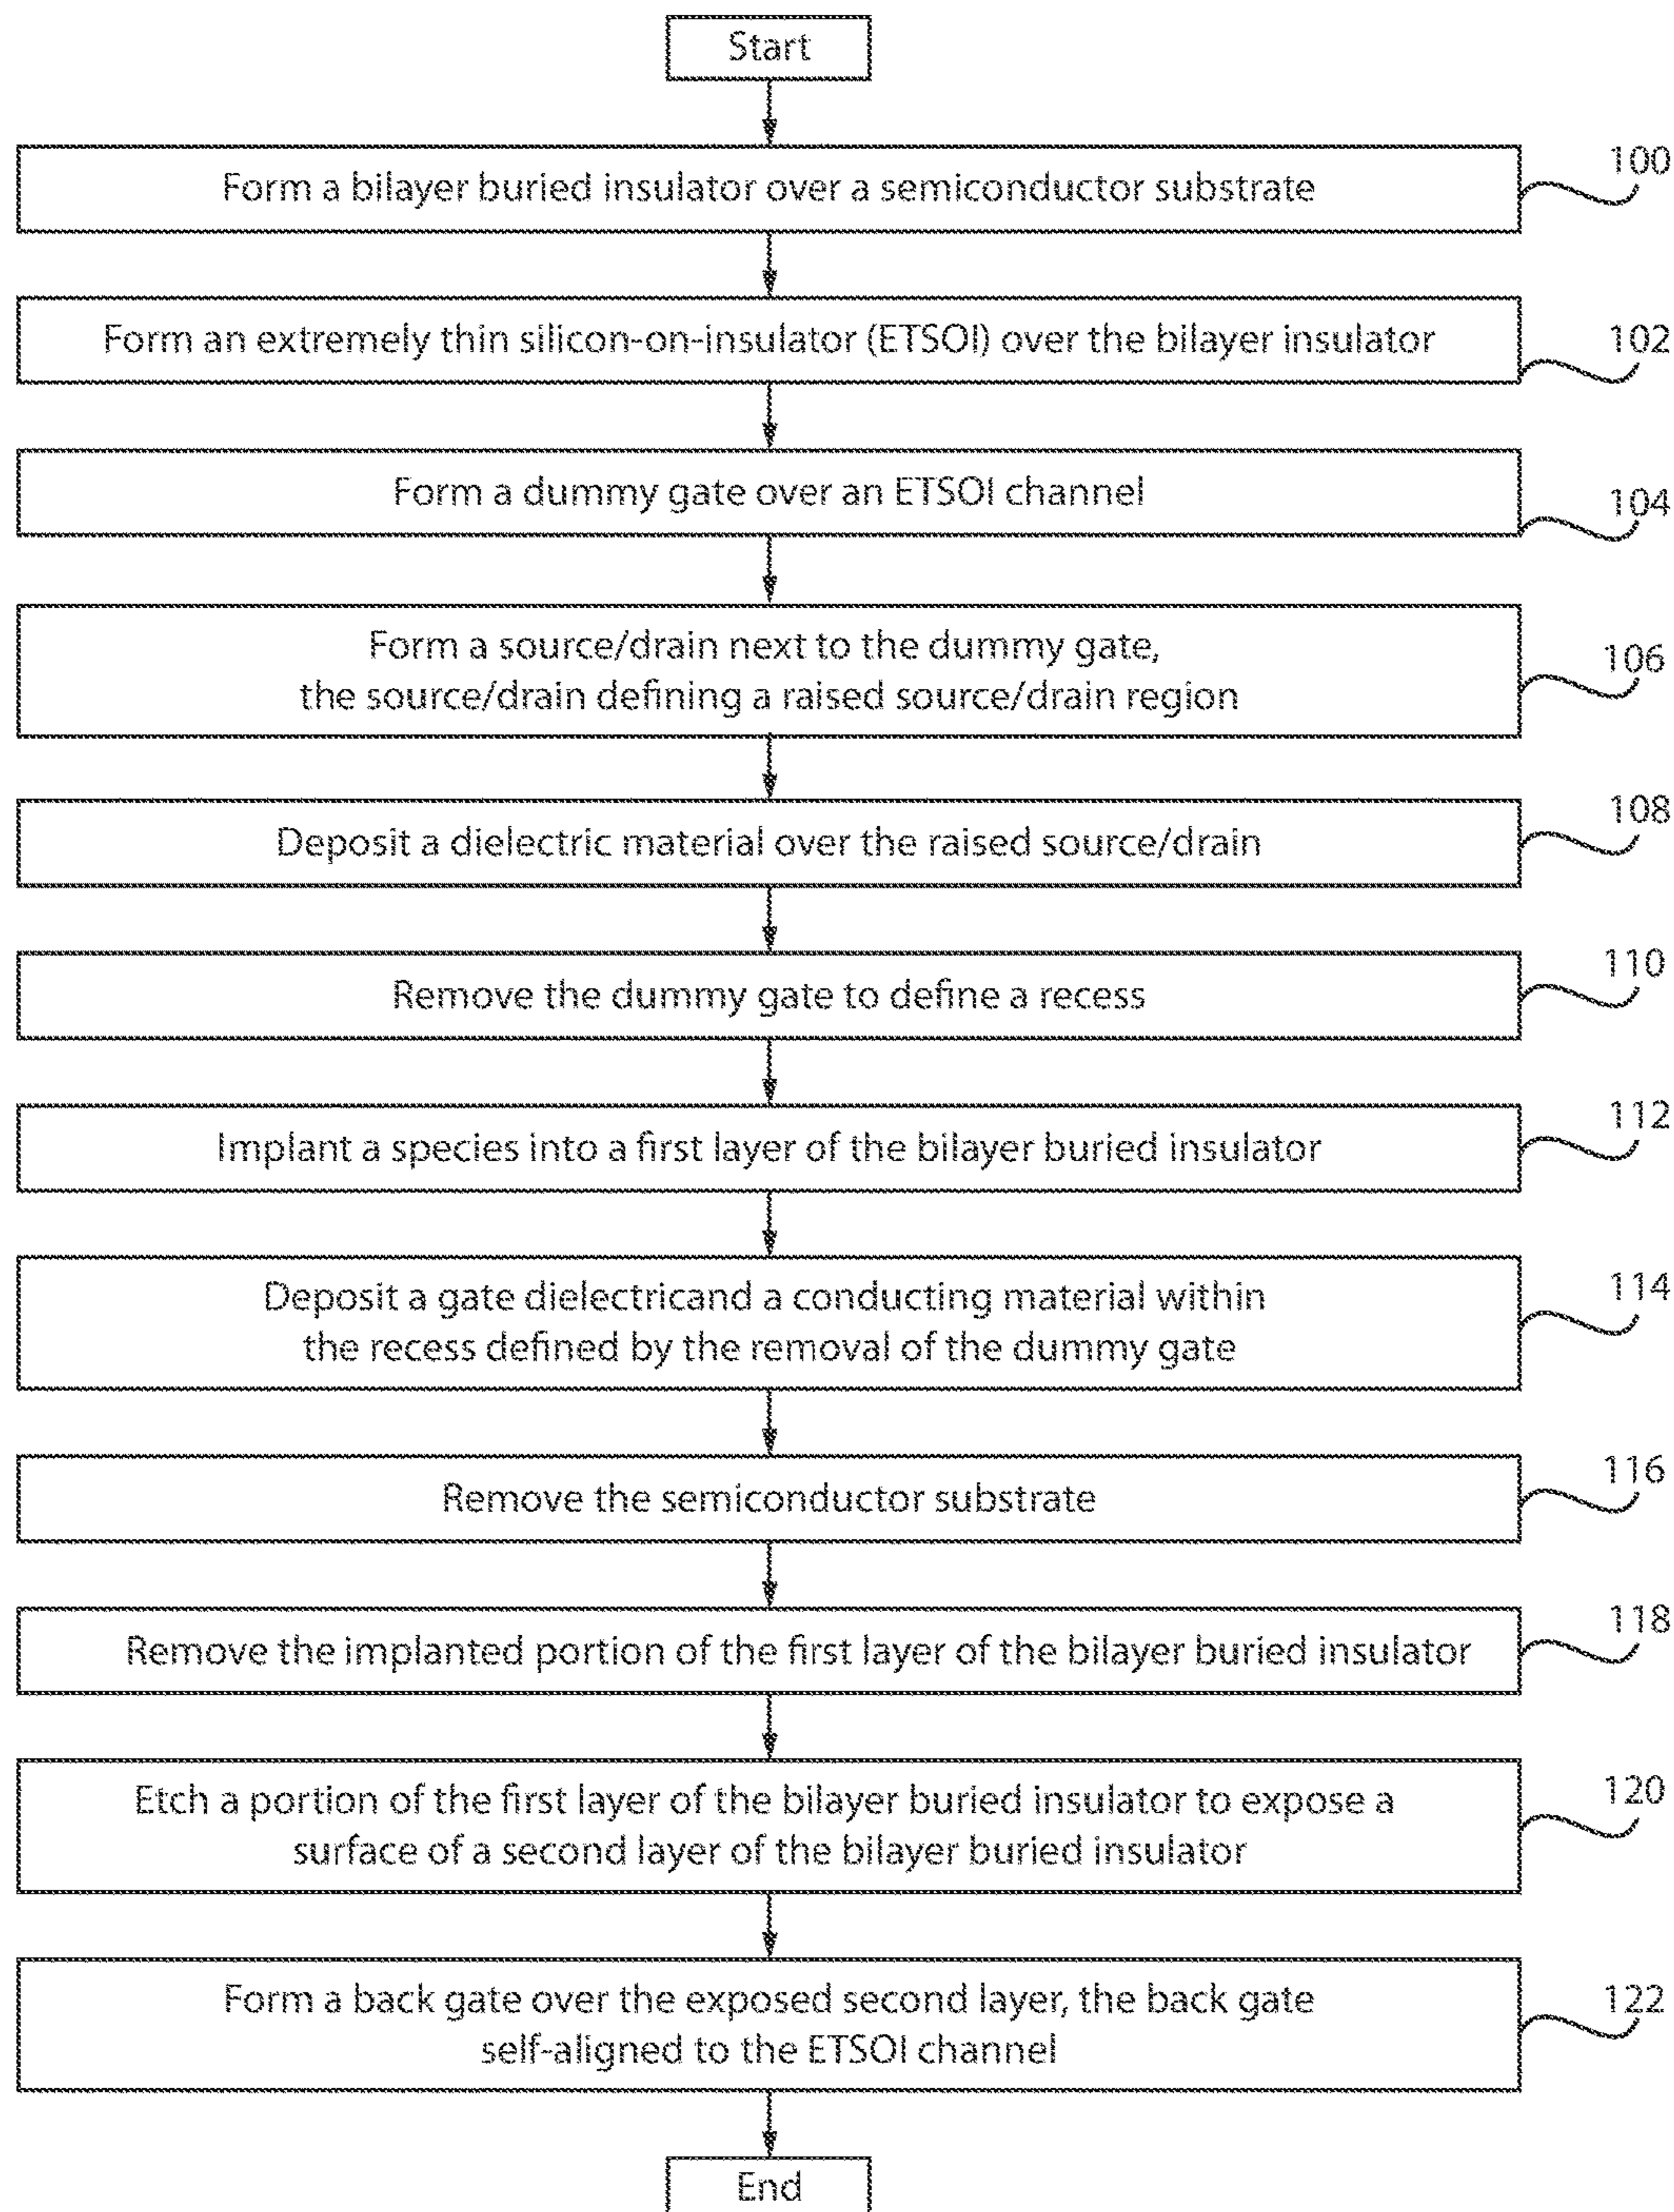 Start
Form a bilayer buried insulator over a semiconductor substrate
100
Form an extremely thin silicon-on-insulator (ETSOI) over the bilayer insulator
102
Form a dummy gate over an ETSOI channel
104
Form a source/drain next to the dummy gate,
the source/drain defining a raised source/drain region
106
Deposit a dielectric material over the raised source/drain
108
Remove the dummy gate to define a recess
110
Implant a species into a first layer of the bilayer buried insulator
112
Deposit a gate dielectricand a conducting material within
the recess defined by the removal of the dummy gate
114
Remove the semiconductor substrate
116
Remove the implanted portion of the first layer of the bilayer buried insulator
118
Etch a portion of the first layer of the bilayer buried insulator to expose a
surface of a second layer of the bilayer buried insulator
120
Form a back gate over the exposed second layer, the back gate
self-aligned to the ETSOI channel
122
End